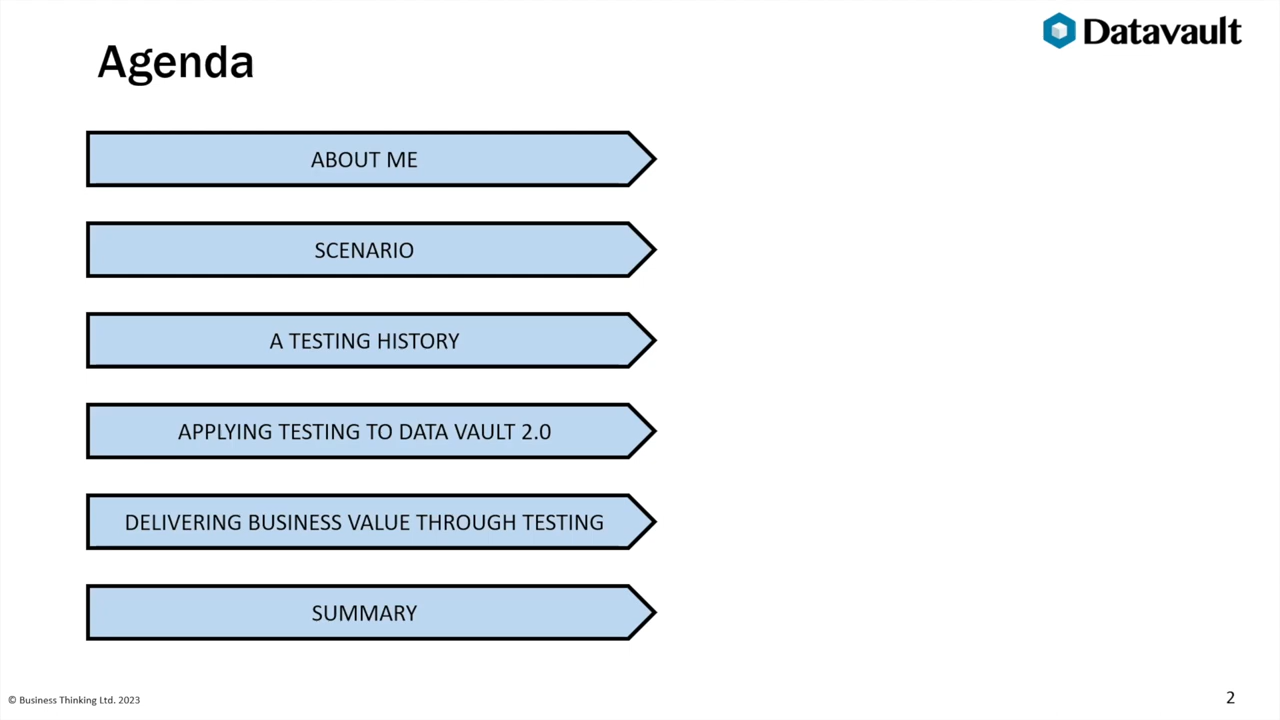 Datavault
Agenda
ABOUT ME
SCENARIO
A TESTING HISTORY
APPLYING TESTING TO DATA VAULT 2.0
DELIVERING BUSINESS VALUE THROUGH TESTING
SUMMARY
© Business Thinking Ltd. 2023
2